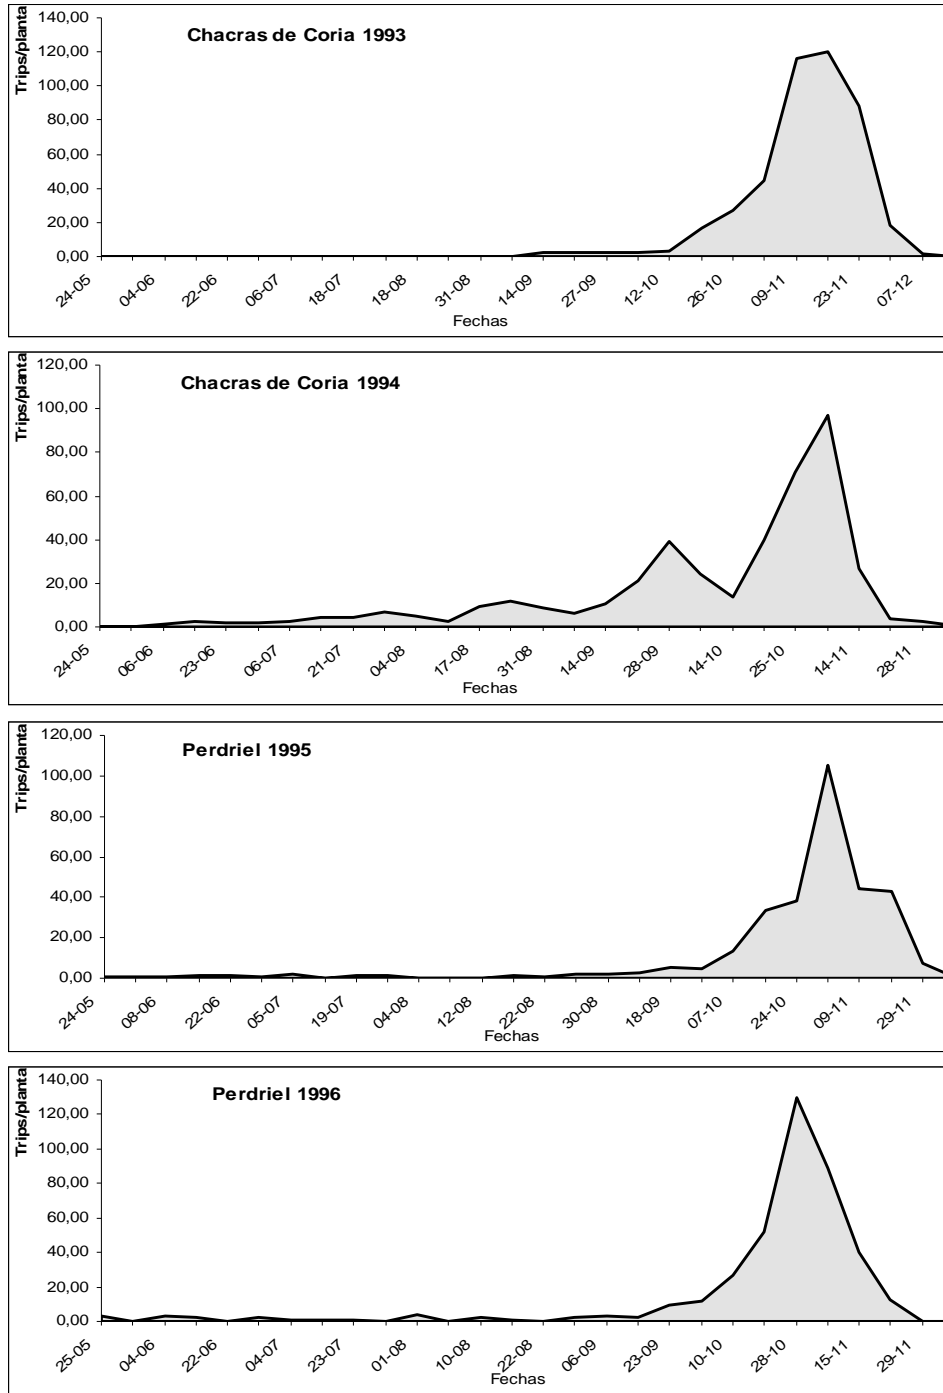 Chacras de Coria 1993
Trips/planta
140,00
120,00
100,00
80,00
60,00
40,00
20,00
0,00
24-05 04-06 22-06 06-07 18-07 18-08 31-08 14-09 27-09 12-10 26-10 09-11 23-11 07-12
Fechas
Chacras de Coria 1994
Trips/planta
120,00
100,00
80,00
60,00
40,00
20,00
0,00
24-05 06-06 23-06 06-07 21-07 04-08 17-08 31-08 14-09 28-09 14-10 25-10 14-11 28-11
Fechas
Perdriel 1995
Trips/planta
120,00
100,00
80,00
60,00
40,00
20,00
0,00
24-05 08-06 22-06 05-07 19-07 04-08 12-08 22-08 30-08 18-09 07-10 24-10 09-11 29-11
Fechas
Perdriel 1996
Trips/planta
140,00
120,00
100,00
80,00
60,00
40,00
20,00
0,00
25-05 04-06 22-06 04-07 23-07 01-08 10-08 22-08 06-09 23-09 10-10 28-10 15-11 29-11
Fechas